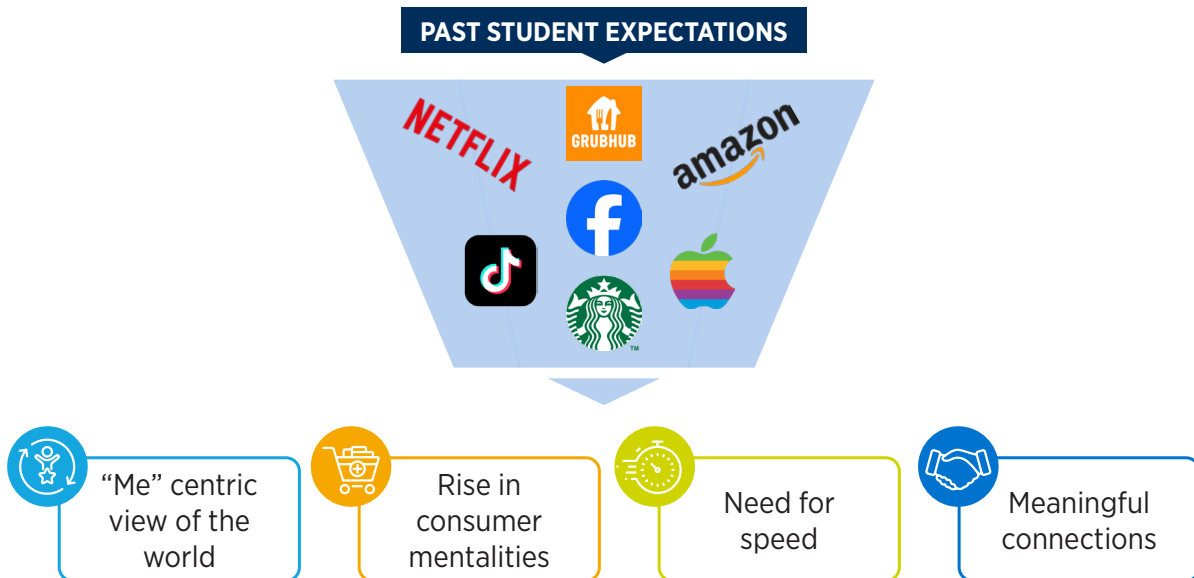 PAST STUDENT EXPECTATIONS
NETFLIX
GRUBHUB
amazon
TM
“Me” centric
view of the
world
Rise in
consumer
mentalities
Need for
speed
Meaningful
connections